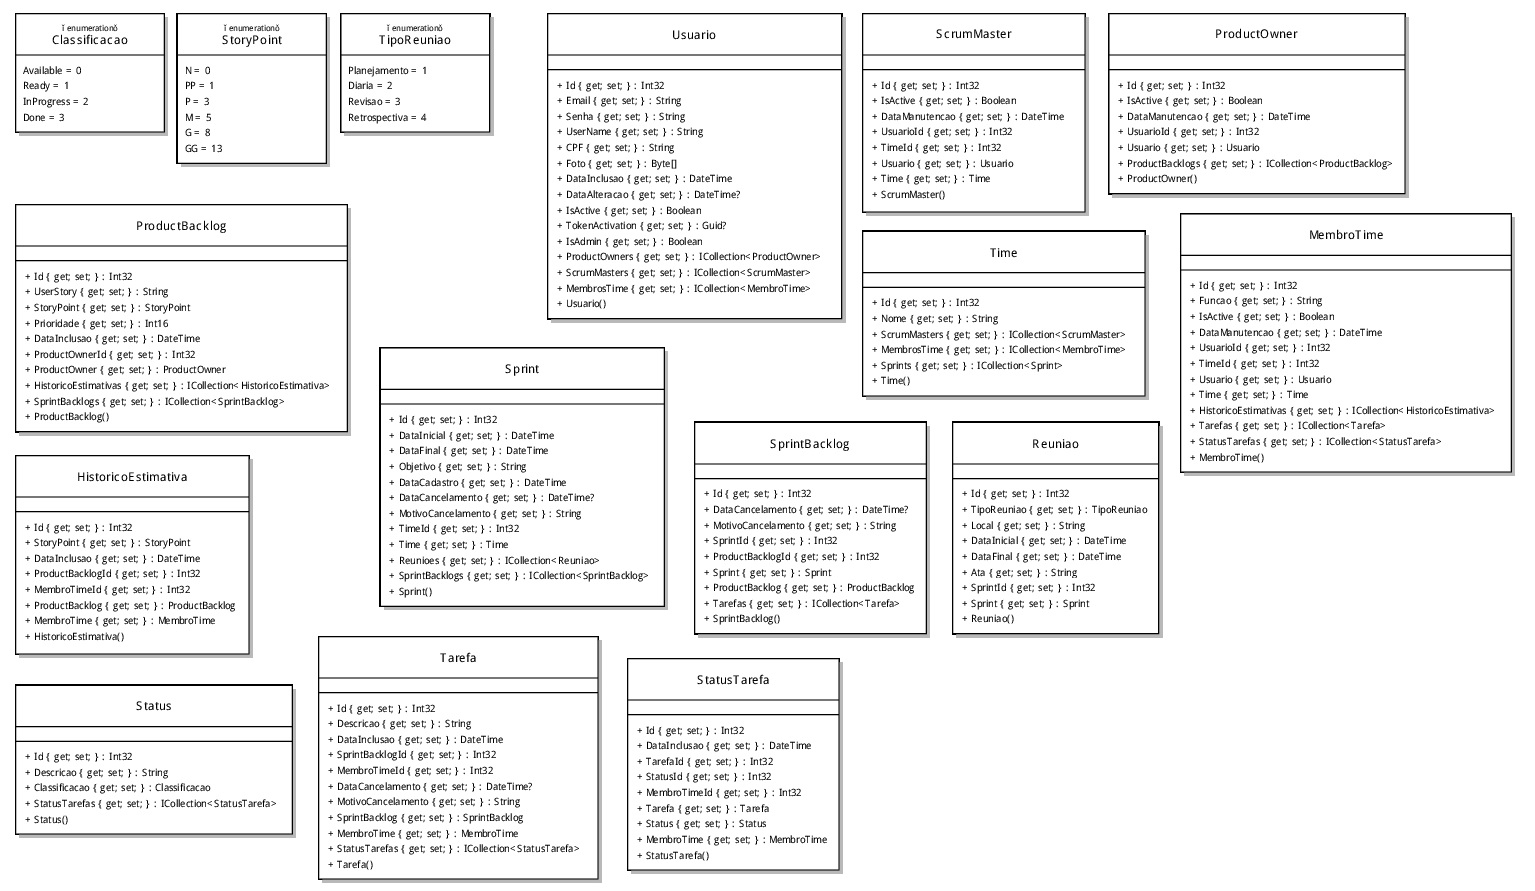 ǐ enumerationǒ
Classificacao
Available = 0
Ready = 1
InProgress = 2
Done = 3
ǐ enumerationǒ
StoryPoint
N = 0
PP = 1
P = 3
M = 5
G = 8
GG = 13
ǐ enumerationǒ
TipoReuniao
Planejamento = 1
Diaria = 2
Revisao = 3
Retrospectiva = 4
Usuario
+ Id { get; set; } : Int32
+ Email { get; set; } : String
+ Senha { get; set; } : String
+ UserName { get; set; } : String
+ CPF { get; set; } : String
+ Foto { get; set; } : Byte[]
+ DataInclusao { get; set; } : DateTime
+ DataAlteracao { get; set; } : DateTime?
+ IsActive { get; set; } : Boolean
+ TokenActivation { get; set; } : Guid?
+ IsAdmin { get; set; } : Boolean
+ ProductOwners { get; set; } : ICollection<ProductOwner>
+ ScrumMasters { get; set; } : ICollection<ScrumMaster>
+ MembrosTime { get; set; } : ICollection<MembroTime>
+ Usuario()
ScrumMaster
+ Id { get; set; } : Int32
+ IsActive { get; set; } : Boolean
+ DataManutencao { get; set; } : DateTime
+ UsuarioId { get; set; } : Int32
+ TimeId { get; set; } : Int32
+ Usuario { get; set; } : Usuario
+ Time { get; set; } : Time
+ ScrumMaster()
ProductOwner
+ Id { get; set; } : Int32
+ IsActive { get; set; } : Boolean
+ DataManutencao { get; set; } : DateTime
+ UsuarioId { get; set; } : Int32
+ Usuario { get; set; } : Usuario
+ ProductBacklogs { get; set; } : ICollection<ProductBacklog>
+ ProductOwner()
ProductBacklog
+ Id { get; set; } : Int32
+ UserStory { get; set; } : String
+ StoryPoint { get; set; } : StoryPoint
+ Prioridade { get; set; } : Int16
+ DataInclusao { get; set; } : DateTime
+ ProductOwnerId { get; set; } : Int32
+ ProductOwner { get; set; } : ProductOwner
+ HistoricoEstimativas { get; set; } : ICollection<HistoricoEstimativa>
+ SprintBacklogs { get; set; } : ICollection<SprintBacklog>
+ ProductBacklog()
Time
+ Id { get; set; } : Int32
+ Nome { get; set; } : String
+ ScrumMasters { get; set; } : ICollection<ScrumMaster>
+ MembrosTime { get; set; } : ICollection<MembroTime>
+ Sprints { get; set; } : ICollection<Sprint>
+ Time()
MembroTime
+ Id { get; set; } : Int32
+ Funcao { get; set; } : String
+ IsActive { get; set; } : Boolean
+ DataManutencao { get; set; } : DateTime
+ UsuarioId { get; set; } : Int32
+ TimeId { get; set; } : Int32
+ Usuario { get; set; } : Usuario
+ Time { get; set; } : Time
+ HistoricoEstimativas { get; set; } : ICollection<HistoricoEstimativa>
+ Tarefas { get; set; } : ICollection<Tarefa>
+ StatusTarefas { get; set; } : ICollection<StatusTarefa>
+ MembroTime()
Sprint
+ Id { get; set; } : Int32
+ DataInicial { get; set; } : DateTime
+ DataFinal { get; set; } : DateTime
+ Objetivo { get; set; } : String
+ DataCadastro { get; set; } : DateTime
+ DataCancelamento { get; set; } : DateTime?
+ MotivoCancelamento { get; set; } : String
+ TimeId { get; set; } : Int32
+ Time { get; set; } : Time
+ Reunioes { get; set; } : ICollection<Reuniao>
+ SprintBacklogs { get; set; } : ICollection<SprintBacklog>
+ Sprint()
SprintBacklog
+ Id { get; set; } : Int32
+ DataCancelamento { get; set; } : DateTime?
+ MotivoCancelamento { get; set; } : String
+ SprintId { get; set; } : Int32
+ ProductBacklogId { get; set; } : Int32
+ Sprint { get; set; } : Sprint
+ ProductBacklog { get; set; } : ProductBacklog
+ Tarefas { get; set; } : ICollection<Tarefa>
+ SprintBacklog()
Reuniao
+ Id { get; set; } : Int32
+ TipoReuniao { get; set; } : TipoReuniao
+ Local { get; set; } : String
+ DataInicial { get; set; } : DateTime
+ DataFinal { get; set; } : DateTime
+ Ata { get; set; } : String
+ SprintId { get; set; } : Int32
+ Sprint { get; set; } : Sprint
+ Reuniao()
HistoricoEstimativa
+ Id { get; set; } : Int32
+ StoryPoint { get; set; } : StoryPoint
+ DataInclusao { get; set; } : DateTime
+ ProductBacklogId { get; set; } : Int32
+ MembroTimeId { get; set; } : Int32
+ ProductBacklog { get; set; } : ProductBacklog
+ MembroTime { get; set; } : MembroTime
+ HistoricoEstimativa()
Tarefa
+ Id { get; set; } : Int32
+ Descricao { get; set; } : String
+ DataInclusao { get; set; } : DateTime
+ SprintBacklogId { get; set; } : Int32
+ MembroTimeId { get; set; } : Int32
+ DataCancelamento { get; set; } : DateTime?
+ MotivoCancelamento { get; set; } : String
+ SprintBacklog { get; set; } : SprintBacklog
+ MembroTime { get; set; } : MembroTime
+ StatusTarefas { get; set; } : ICollection<StatusTarefa>
+ Tarefa()
StatusTarefa
+ Id { get; set; } : Int32
+ DataInclusao { get; set; } : DateTime
+ TarefaId { get; set; } : Int32
+ StatusId { get; set; } : Int32
+ MembroTimeId { get; set; } : Int32
+ Tarefa { get; set; } : Tarefa
+ Status { get; set; } : Status
+ MembroTime { get; set; } : MembroTime
+ StatusTarefa()
Status
+ Id { get; set; } : Int32
+ Descricao { get; set; } : String
+ Classificacao { get; set; } : Classificacao
+ StatusTarefas { get; set; } : ICollection<StatusTarefa>
+ Status()